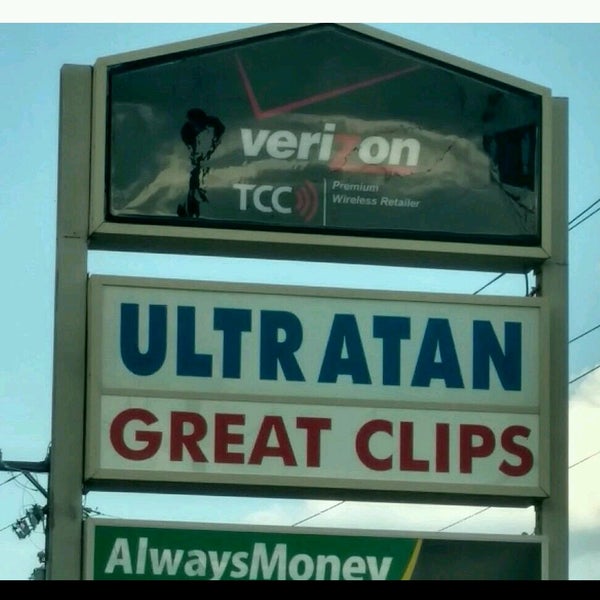 verizon
TCC
Premium
Wireless Retailer
ULTRATAN
GREAT CLIPS
AlwaysMoney